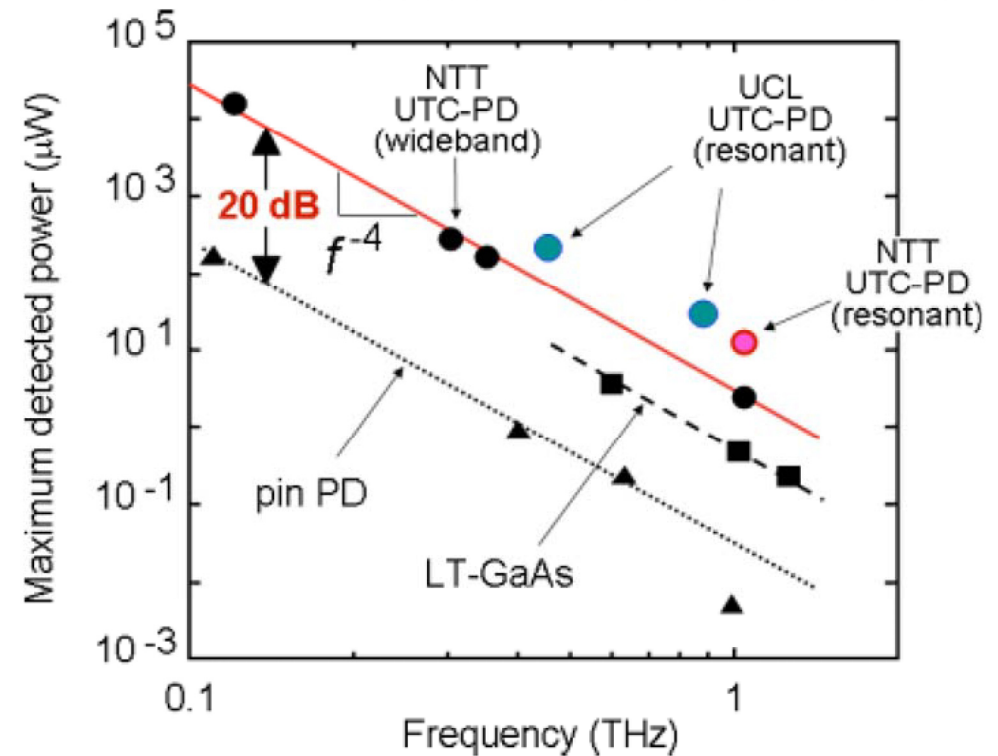 10 5
10 3
10 1
10 -1
10 -3
Maximum detected power (μW)
NTT
UTC-PD
(wideband)
UCL
UTC-PD
(resonant)
20 dB
f -4
NTT
UTC-PD
(resonant)
pin PD
LT-GaAs
0.1
1
Frequency (THz)